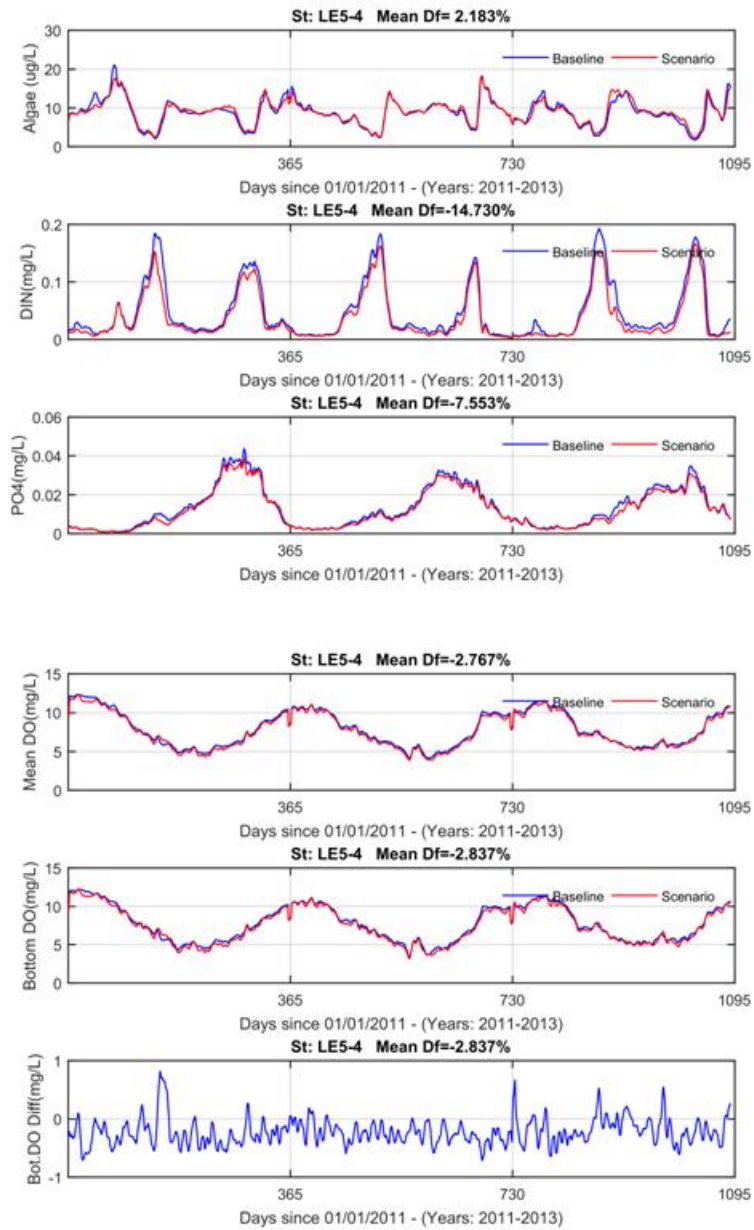 St: LE5-4 Mean Df= 2.183%
30
Baseline Scenario
20
10
0
Algae (ug/L)
365 730 1095
Days since 01/01/2011 - (Years: 2011-2013)
St: LE5-4 Mean Df=-14.730%
0.2
Baseline Scenario
0.1
0
DIN(mg/L)
365 730 1095
Days since 01/01/2011 - (Years: 2011-2013)
St: LE5-4 Mean Df=-7.553%
0.06
Baseline Scenario
0.04
0.02
0
PO4(mg/L)
365 730 1095
Days since 01/01/2011 - (Years: 2011-2013)
St: LE5-4 Mean Df=-2.767%
15
Baseline Scenario
10
5
0
Mean DO(mg/L)
365 730 1095
Days since 01/01/2011 - (Years: 2011-2013)
St: LE5-4 Mean Df=-2.837%
15
Baseline Scenario
10
5
0
Bottom DO(mg/L)
365 730 1095
Days since 01/01/2011 - (Years: 2011-2013)
St: LE5-4 Mean Df=-2.837%
1
0
-1
Bot.DO Diff(mg/L)
365 730 1095
Days since 01/01/2011 - (Years: 2011-2013)